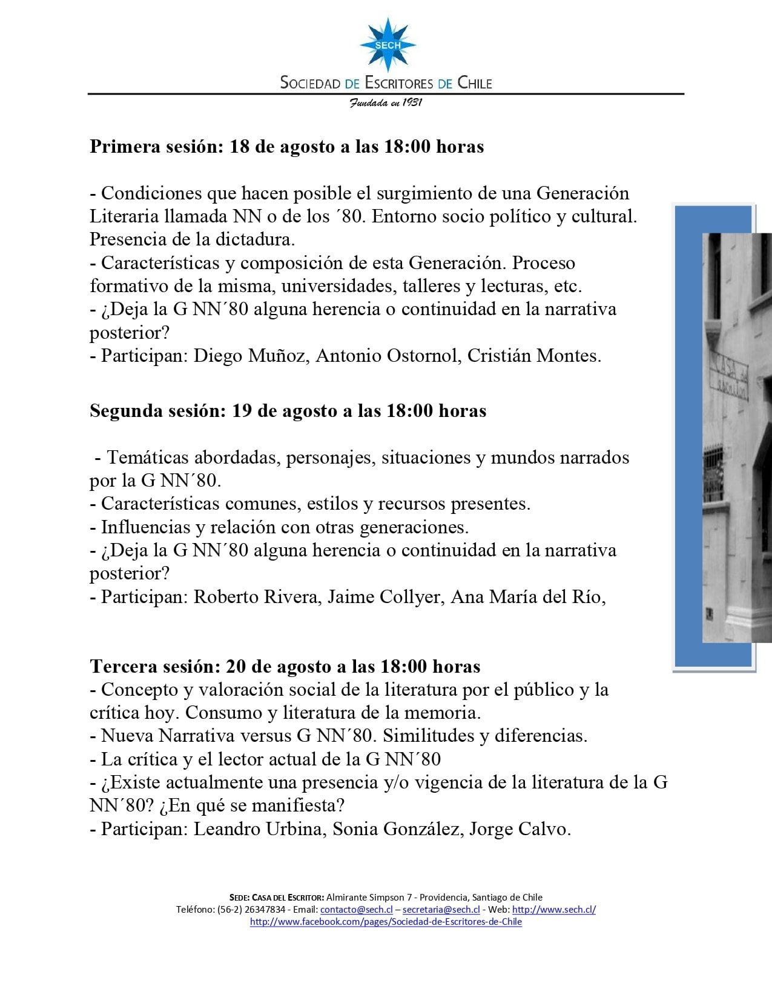 SECH
SOCIEDAD DE ESCRITORES DE CHILE
Fundada en 1931
Primera sesión: 18 de agosto a las 18:00 horas
- Condiciones que hacen posible el surgimiento de una Generación
Literaria llamada NN o de los ´80. Entorno socio político y cultural.
Presencia de la dictadura.
- Características y composición de esta Generación. Proceso
formativo de la misma, universidades, talleres y lecturas, etc.
- ¿Deja la G NN´80 alguna herencia o continuidad en la narrativa
posterior?
- Participan: Diego Muñoz, Antonio Ostornol, Cristián Montes.
Segunda sesión: 19 de agosto a las 18:00 horas
- Temáticas abordadas, personajes, situaciones y mundos narrados
por la G NN´80.
- Características comunes, estilos y recursos presentes.
- Influencias y relación con otras generaciones.
- ¿Deja la G NN´80 alguna herencia o continuidad en la narrativa
posterior?
- Participan: Roberto Rivera, Jaime Collyer, Ana María del Río,
CASA
Tercera sesión: 20 de agosto a las 18:00 horas
- Concepto y valoración social de la literatura por el público y la
crítica hoy. Consumo y literatura de la memoria.
- Nueva Narrativa versus G NN´80. Similitudes y diferencias.
- La crítica y el lector actual de la G NN´80
- ¿Existe actualmente una presencia y/o vigencia de la literatura de la G
NN´80? ¿En qué se manifiesta?
- Participan: Leandro Urbina, Sonia González, Jorge Calvo.
SEDE: CASA DEL ESCRITOR: Almirante Simpson 7 - Providencia, Santiago de Chile
Teléfono: (56-2) 26347834 - Email: contacto@sech.cl – secretaria@sech.cl - Web: http://www.sech.cl/
http://www.facebook.com/pages/Sociedad-de-Escritores-de-Chile